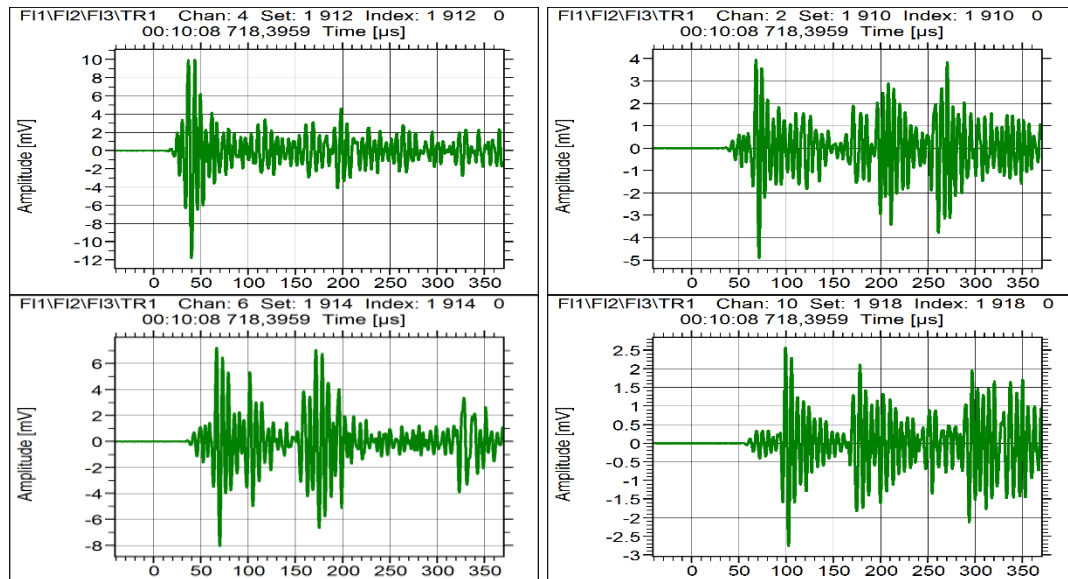 FI1\FI2\FI3\TR1 Chan: 4 Set: 1 912 Index: 1 912 0
00:10:08 718,3959 Time [µs]
Amplitude [mV]
10
8
6
4
2
0
-2
-4
-6
-8
-10
-12
0 50 100 150 200 250 300 350
FI1\FI2\FI3\TR1 Chan: 2 Set: 1 910 Index: 1 910 0
00:10:08 718,3959 Time [µs]
Amplitude [mV]
4
3
2
1
0
-1
-2
-3
-4
-5
0 50 100 150 200 250 300 350
FI1\FI2\FI3\TR1 Chan: 6 Set: 1 914 Index: 1 914 0
00:10:08 718,3959 Time [µs]
Amplitude [mV]
6
4
2
0
-2
-4
-6
-8
0 50 100 150 200 250 300 350
FI1\FI2\FI3\TR1 Chan: 10 Set: 1 918 Index: 1 918 0
00:10:08 718,3959 Time [µs]
Amplitude [mV]
2.5
2
1.5
1
0.5
0
-0.5
-1
-1.5
-2
-2.5
-3
0 50 100 150 200 250 300 350